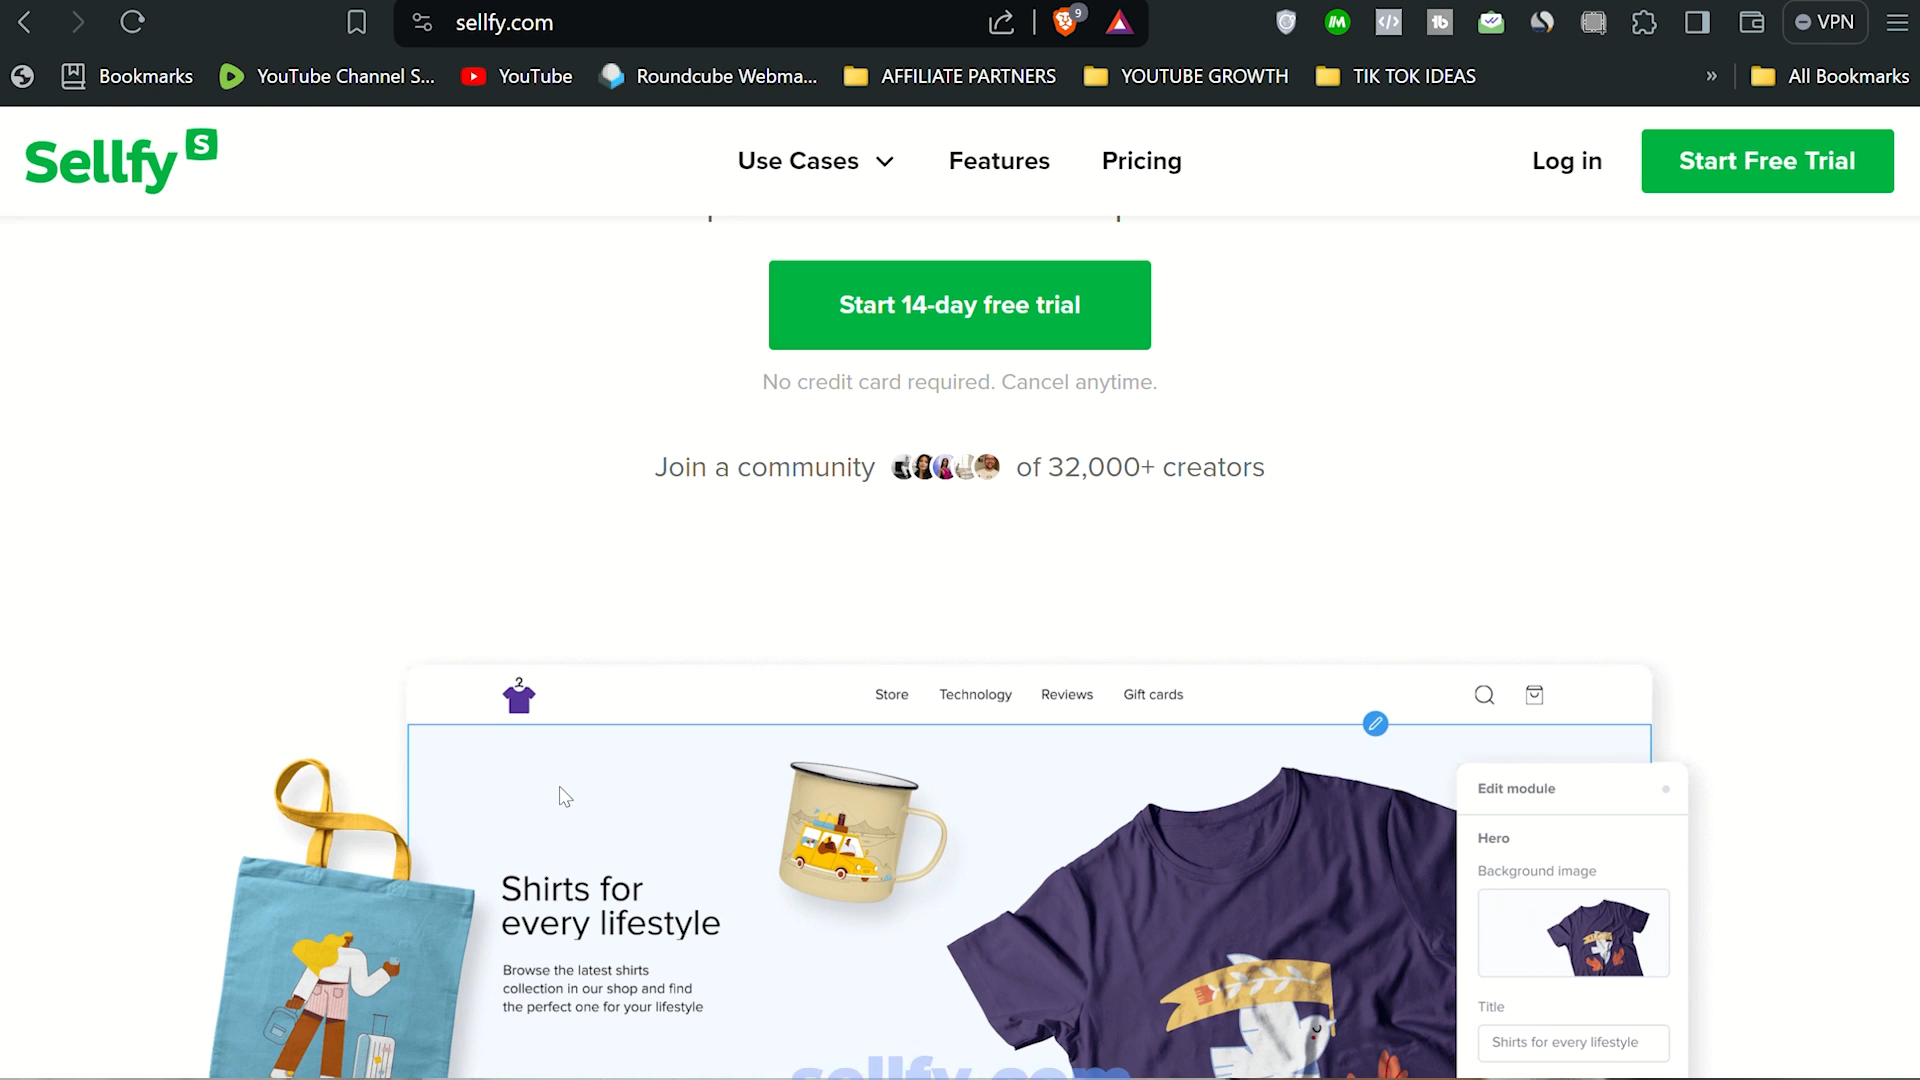 sellfy.com
9
VPN
Bookmarks
YouTube Channel S...
YouTube
Roundcube Webma...
AFFILIATE PARTNERS
YOUTUBE GROWTH
TIK TOK IDEAS
»
All Bookmarks
Sellfy S
Use Cases
Features
Pricing
Log in
Start Free Trial
Start 14-day free trial
No credit card required. Cancel anytime.
Join a community of 32,000+ creators
Store
Technology
Reviews
Gift cards
Edit module
Hero
Background image
Shirts for
every lifestyle
Browse the latest shirts
collection in our shop and find
the perfect one for your lifestyle
Title
Shirts for every lifestyle
sellfy.com